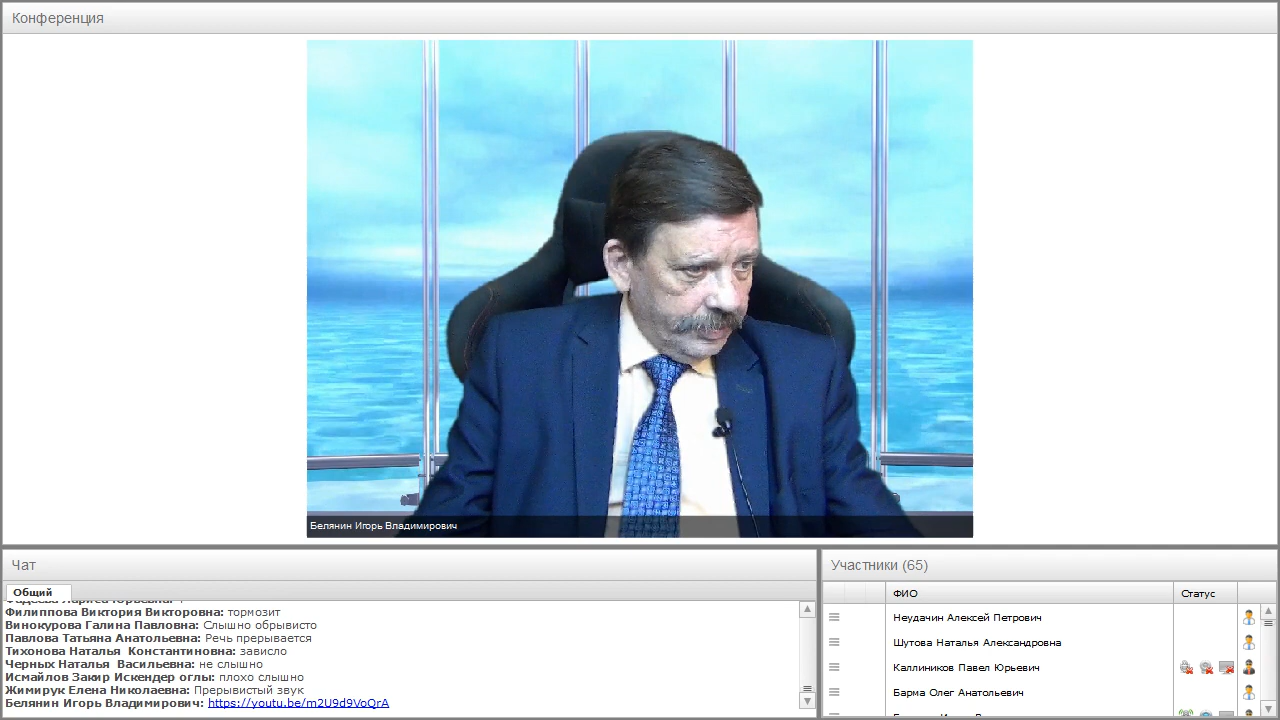 Конференция
Белянин Игорь Владимирович
Чат
Общий
Филиппова Виктория Викторовна: тормозит
Винокурова Галина Павловна: Слышно обрывисто
Павлова Татьяна Анатольевна: Речь прерывается
Тихонова Наталья Константиновна: зависло
Черных Наталья Васильевна: не слышно
Исмайлов Закир Искендер оглы: плохо слышно
Жимирук Елена Николаевна: Прерывистый звук
Белянин Игорь Владимирович: https://youtu.be/m2U9d9VoQrA
Участники (65)
ФИО Статус
Неудачин Алексей Петрович
Шутова Наталья Александровна
Каллиников Павел Юрьевич
Барма Олег Анатольевич